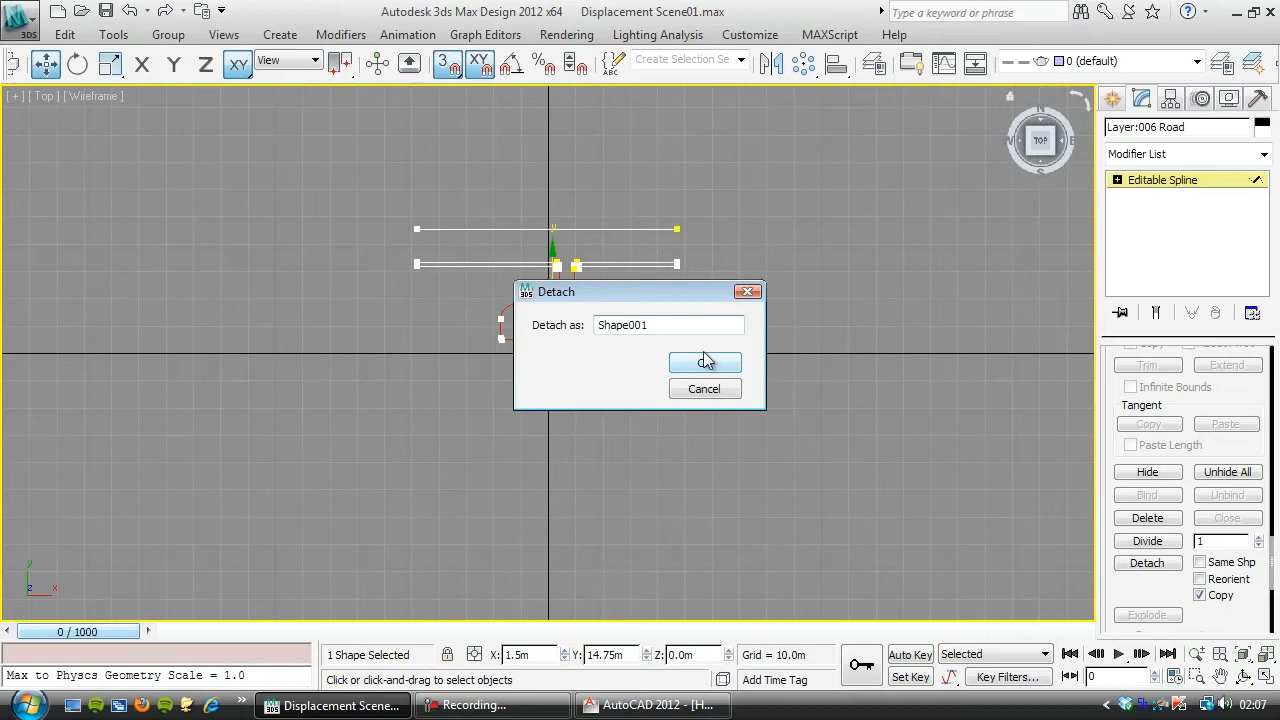 Autodesk 3ds Max Design 2012 x64 Displacement Scene01.max
Type a keyword or phrase
3DS
Edit Tools Group Views Create Modifiers Animation Graph Editors Rendering Lighting Analysis Customize MAXScript Help
X Y Z XY View 3 XY % ABC Create Selection Se 0 (default)
[ + ] [ Top ] [ Wireframe ]
N
TOP
S
Layer:006 Road
Modifier List
Editable Spline
y
Detach
Detach as: Shape001
Cancel
Trim Extend
Infinite Bounds
Tangent
Copy Paste
Paste Length
Hide Unhide All
Bind Unbind
Delete Close
Divide 1
Detach Same Shp
Reorient
Copy
Explode
y
z x
0 / 1000
1 Shape Selected X: 1.5m Y: 14.75m Z: 0.0m Grid = 10.0m Auto Key Selected
Max to Physcs Geometry Scale = 1.0 Click or click-and-drag to select objects Add Time Tag Set Key Key Filters... 0
Displacement Scene... Recording... AutoCAD 2012 - [H... 02:07